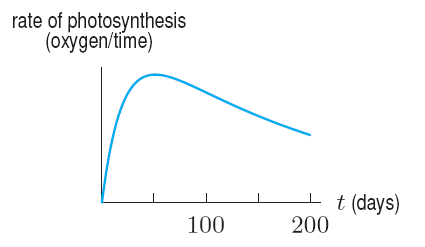 rate of photosynthesis
(oxygen/time)
t (days)
100
200